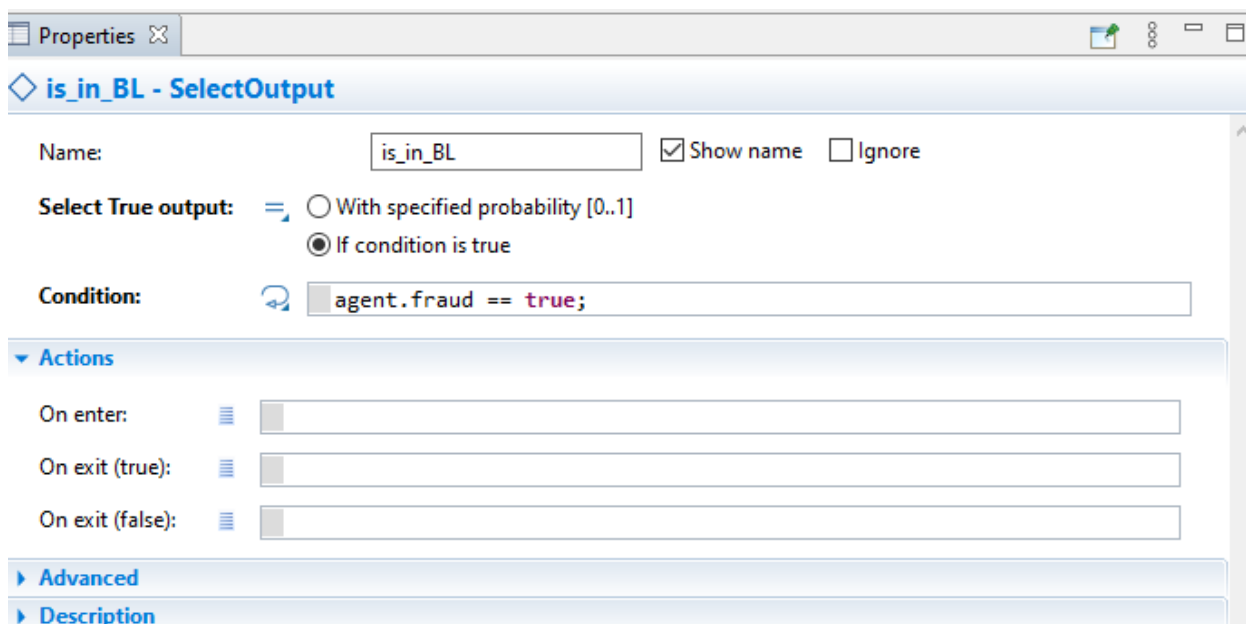 Properties
is_in_BL - SelectOutput
Name: is_in_BL Show name Ignore
Select True output: = With specified probability [0..1]
If condition is true
Condition: agent.fraud == true;
Actions
On enter:
On exit (true):
On exit (false):
Advanced
Description